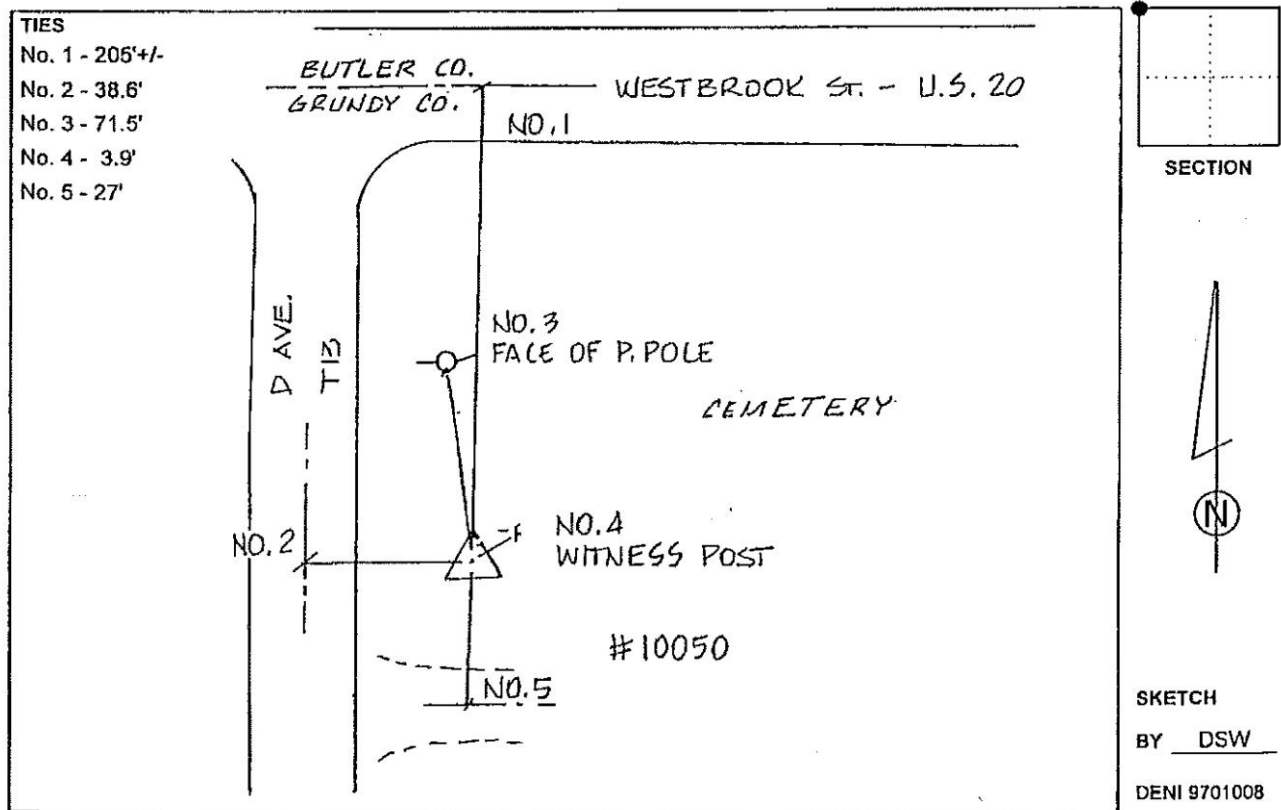 TIES
No. 1 - 205'+/-
No. 2 - 38.6'
No. 3 - 71.5'
No. 4 - 3.9'
No. 5 - 27'
BUTLER CO.
GRUNDY CO.
WESTBROOK ST. - U.S. 20
NO.1
SECTION
D AVE.
T13
NO.3
FACE OF P.POLE
CEMETERY
N
NO.2
NO.4
WITNESS POST
#10050
NO.5
SKETCH
BY DSW
DENI 9701008